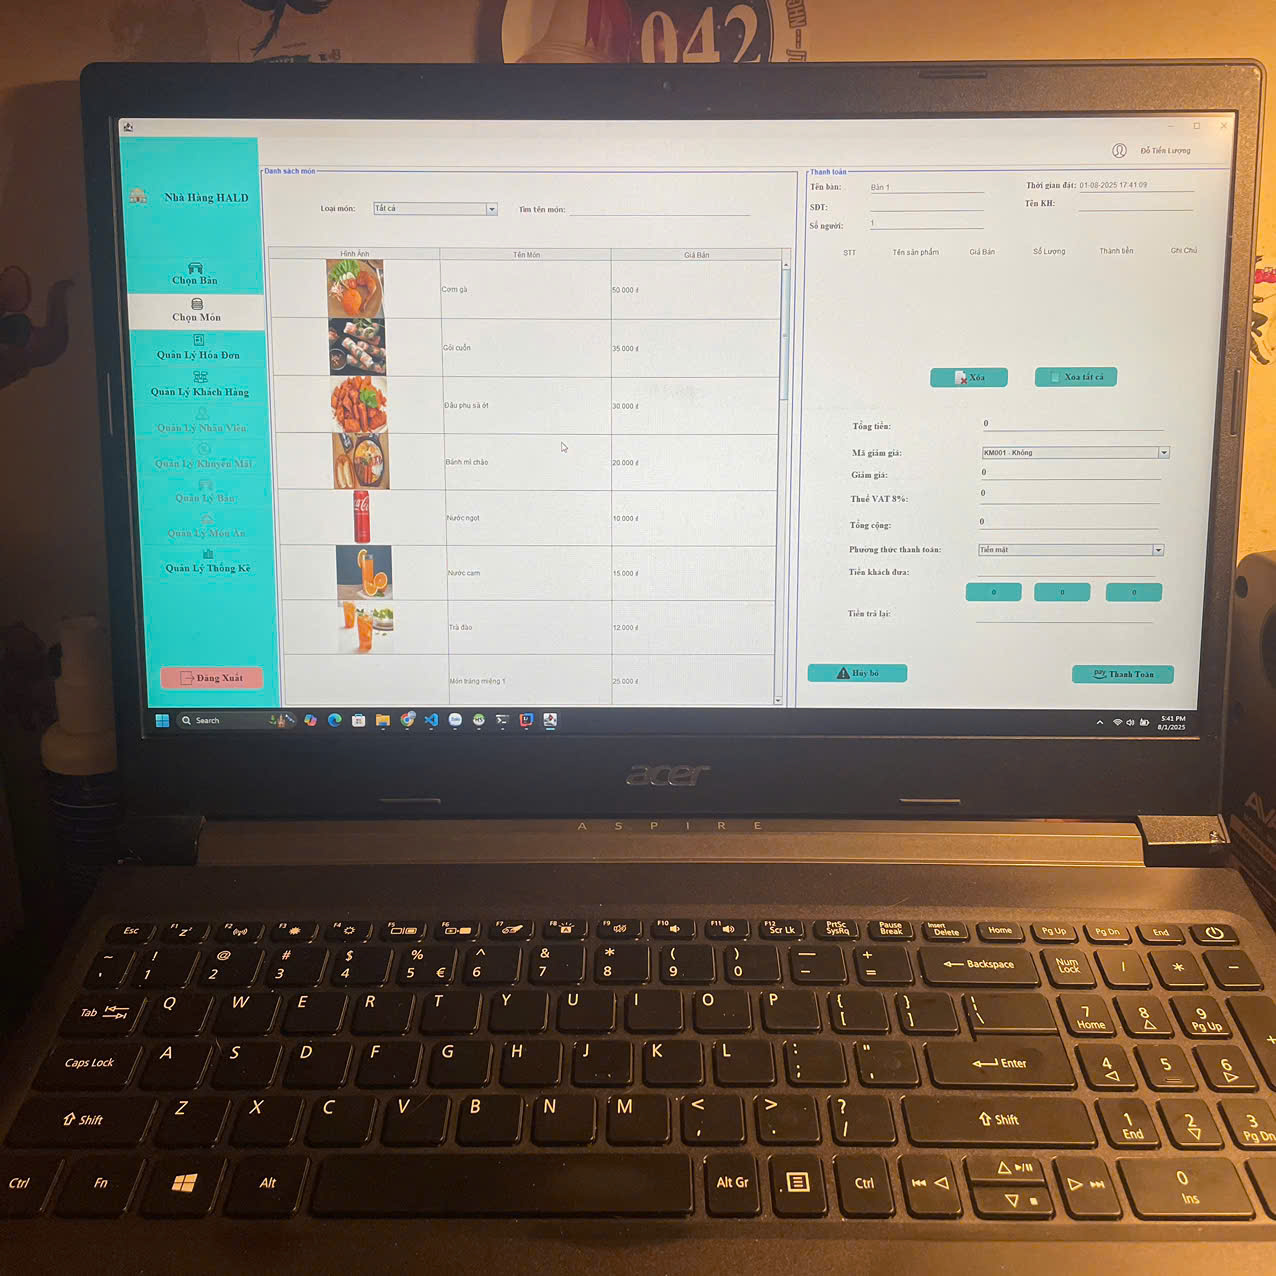 042
Đỗ Tiến Lượng
Nhà Hàng HALD
Chọn Bàn
Chọn Món
Quản Lý Hóa Đơn
Quản Lý Khách Hàng
Quản Lý Nhân Viên
Quản Lý Khuyến Mãi
Quản Lý Bàn
Quản Lý Món Ăn
Quản Lý Thống Kê
Đăng Xuất
Danh sách món
Loại món: Tất cả Tìm tên món:
Hình Ảnh Tên Món Giá Bán
Cơm gà 50.000 đ
Gỏi cuốn 35.000 đ
Đậu phụ sả ớt 30.000 đ
Bánh mì chảo 20.000 đ
Nước ngọt 10.000 đ
Nước cam 15.000 đ
Trà đào 12.000 đ
Món tráng miệng 1 25.000 đ
Thanh toán
Tên bàn: Bàn 1 Thời gian đặt: 01-08-2025 17:41:09
SĐT: Tên KH:
Số người: 1
STT Tên sản phẩm Giá Bán Số Lượng Thành tiền Ghi Chú
Xóa Xoa tất cả
Tổng tiền: 0
Mã giảm giá: KM001 - Không
Giảm giá: 0
Thuế VAT 8%: 0
Tổng cộng: 0
Phương thức thanh toán: Tiền mặt
Tiền khách đưa:
0 0 0
Tiền trả lại:
Hủy bỏ pay Thanh Toán
Search
5:41 PM
8/1/2025
acer
ASPIRE
Esc F1 F2 F3 F4 F5 F6 F7 F8 F9 F10 F11 F12 Scr Lk PrtSc SysRq Pause Break Insert Delete Home Pg Up Pg Dn End
~ ! @ # $ % ^ & * ( ) — +
` 1 2 3 4 5 € 6 7 8 9 0 – = Backspace Num Lock / * –
Tab Q W E R T Y U I O P { [ } ] | \ 7 Home 8 9 Pg Up +
Caps Lock A S D F G H J K L : ; " ' Enter 4 5 6
Shift Z X C V B N M < , > . ? / Shift 1 End 2 3 Pg Dn
Ctrl Fn Alt Alt Gr Ctrl 0 Ins